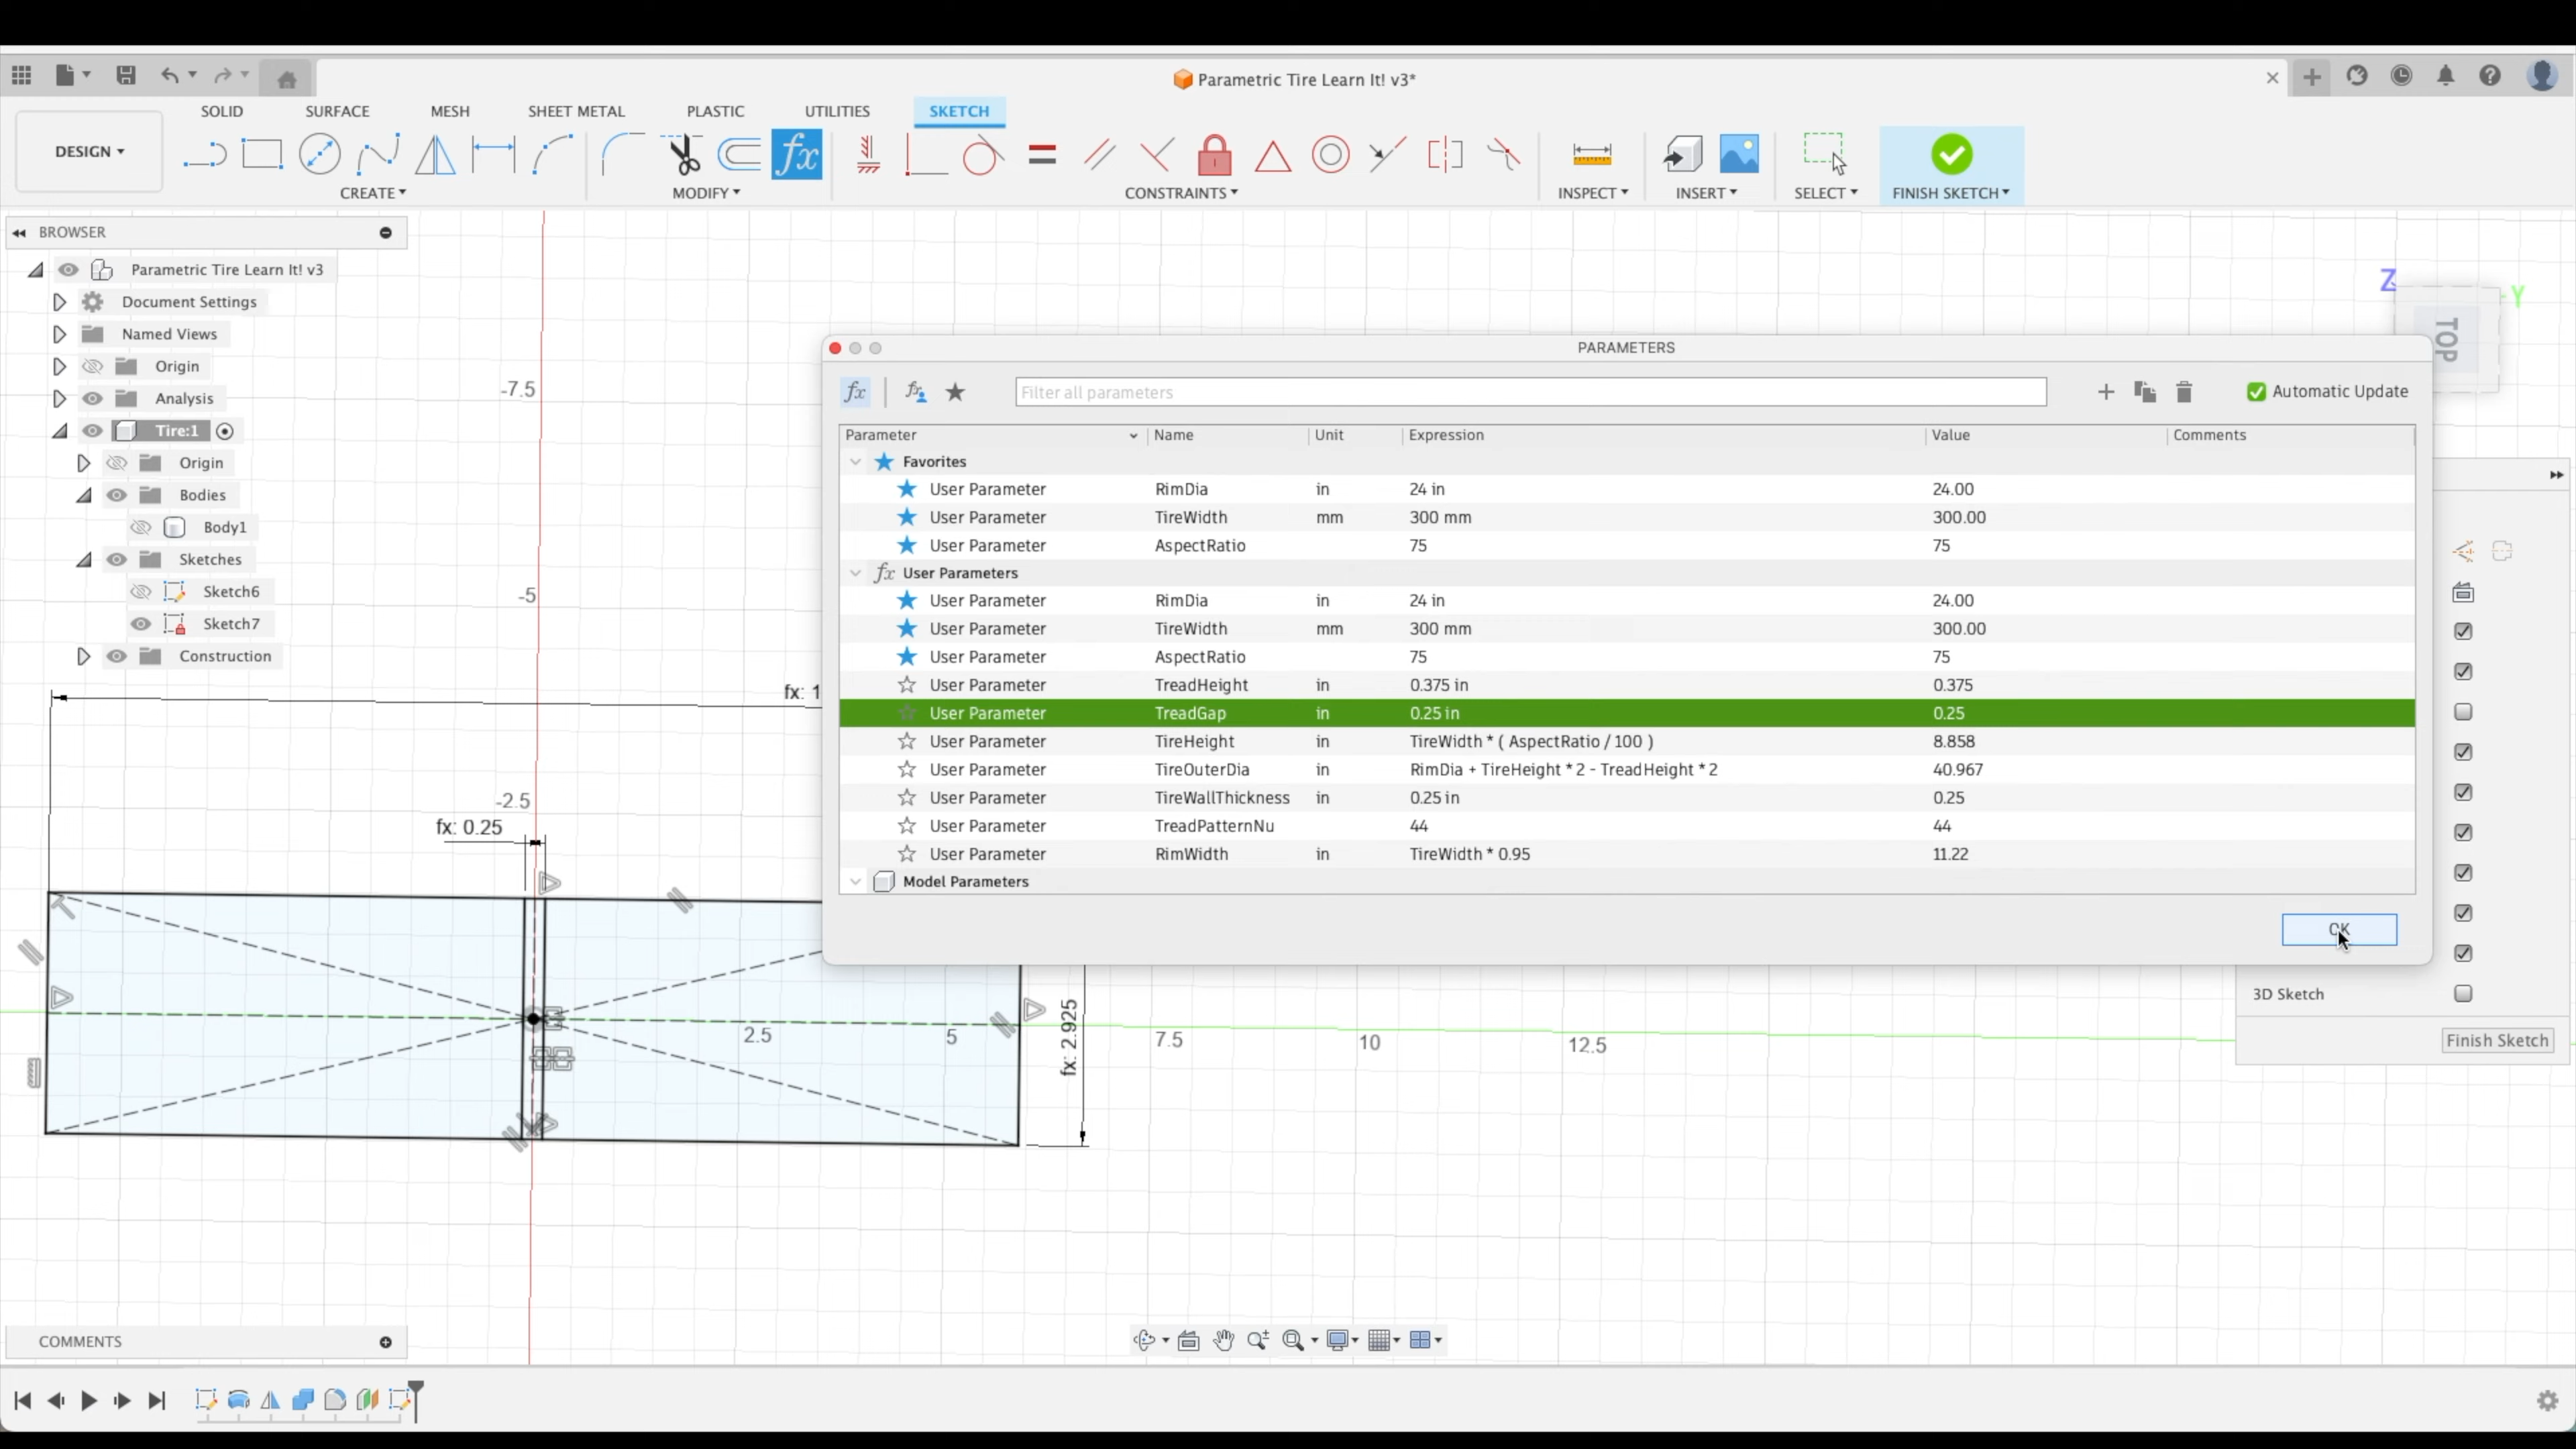 Parametric Tire Learn It! v3*
SOLID SURFACE MESH SHEET METAL PLASTIC UTILITIES SKETCH
DESIGN
fx
CREATE MODIFY CONSTRAINTS INSPECT INSERT SELECT FINISH SKETCH
BROWSER
Parametric Tire Learn It! v3
Document Settings
Named Views
Origin
Analysis
Tire:1
Origin
Bodies
Body1
Sketches
Sketch6
Sketch7
Construction
Z
Y
TOP
-7.5
-5
-2.5
fx: 1
fx: 0.25
fx: 2.925
2.5 5 7.5 10 12.5
PARAMETERS
fx fx Filter all parameters Automatic Update
Parameter Name Unit Expression Value Comments
Favorites
User Parameter RimDia in 24 in 24.00
User Parameter TireWidth mm 300 mm 300.00
User Parameter AspectRatio 75 75
fx User Parameters
User Parameter RimDia in 24 in 24.00
User Parameter TireWidth mm 300 mm 300.00
User Parameter AspectRatio 75 75
User Parameter TreadHeight in 0.375 in 0.375
User Parameter TreadGap in 0.25 in 0.25
User Parameter TireHeight in TireWidth * ( AspectRatio / 100 ) 8.858
User Parameter TireOuterDia in RimDia + TireHeight * 2 - TreadHeight * 2 40.967
User Parameter TireWallThickness in 0.25 in 0.25
User Parameter TreadPatternNu 44 44
User Parameter RimWidth in TireWidth * 0.95 11.22
Model Parameters
OK
3D Sketch
Finish Sketch
COMMENTS